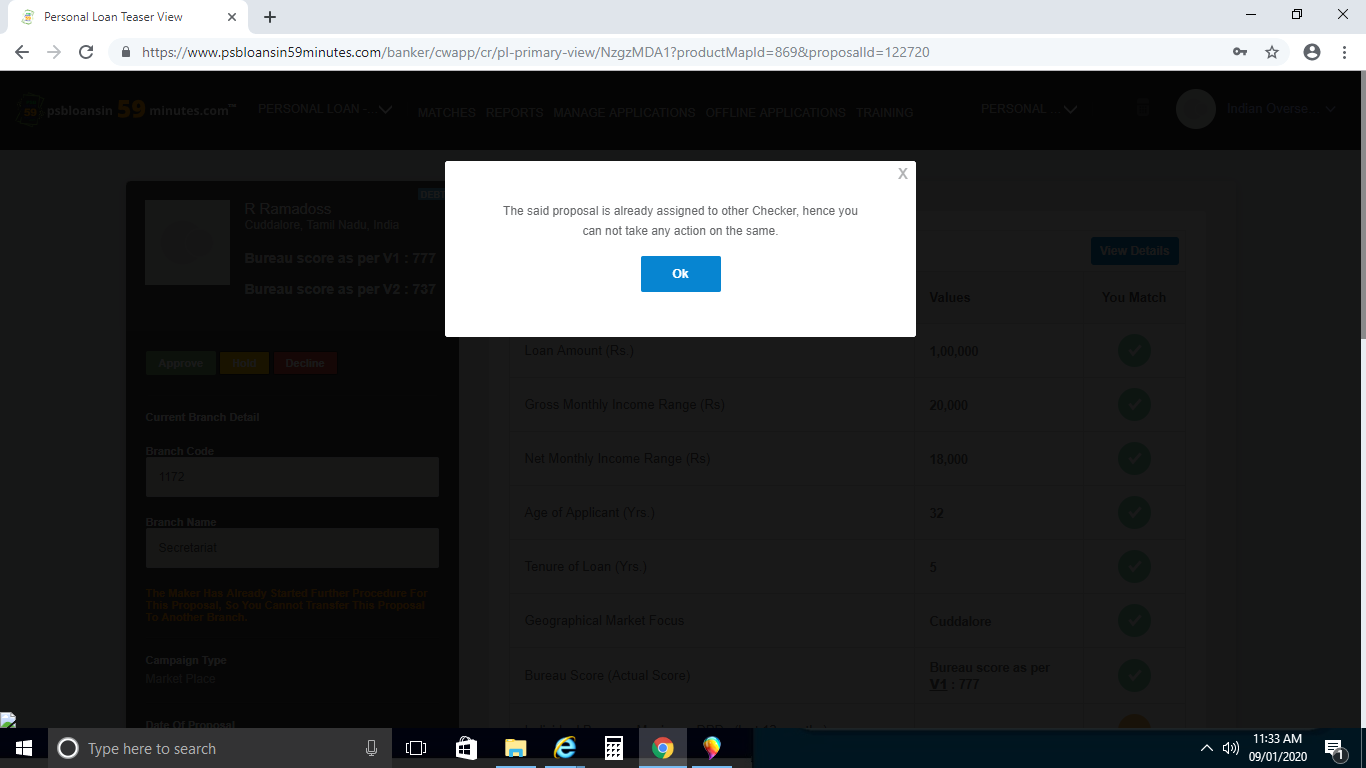 Personal Loan Teaser View
https://www.psbloansin59minutes.com/banker/cwapp/cr/pl-primary-view/NzgzMDA1?productMapId=869&proposalId=122720
59 psbloansin 59 minutes.com™
PERSONAL LOAN -
MATCHES REPORTS MANAGE APPLICATIONS OFFLINE APPLICATIONS TRAINING
PERSONAL ...
Indian Overse...
X
The said proposal is already assigned to other Checker, hence you
can not take any action on the same.
Ok
R Ramadoss
Cuddalore, Tamil Nadu, India
Bureau score as per V1 : 777
Bureau score as per V2 : 737
Approve Hold Decline
Current Branch Detail
Branch Code
1172
Branch Name
Secretariat
The Maker Has Already Started Further Procedure For
This Proposal, So You Cannot Transfer This Proposal
To Another Branch.
Campaign Type
Market Place
Date Of Proposal
View Details
Values You Match
Loan Amount (Rs.) 1,00,000
Gross Monthly Income Range (Rs) 20,000
Net Monthly Income Range (Rs) 18,000
Age of Applicant (Yrs.) 32
Tenure of Loan (Yrs.) 5
Geographical Market Focus Cuddalore
Bureau Score (Actual Score) Bureau score as per
V1 : 777
Type here to search
11:33 AM
09/01/2020
1